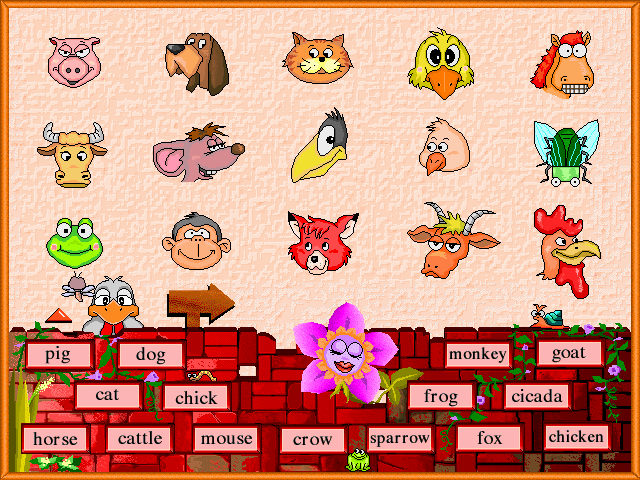 pig dog monkey goat
cat chick frog cicada
horse cattle mouse crow sparrow fox chicken